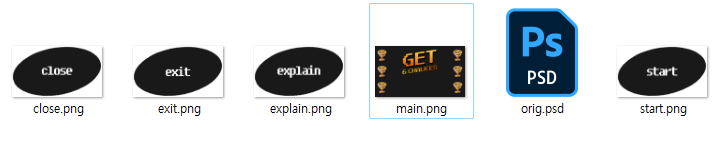 close
exit
explain
GET
6 CHALICES
Ps
PSD
start
close.png
exit.png
explain.png
main.png
orig.psd
start.png